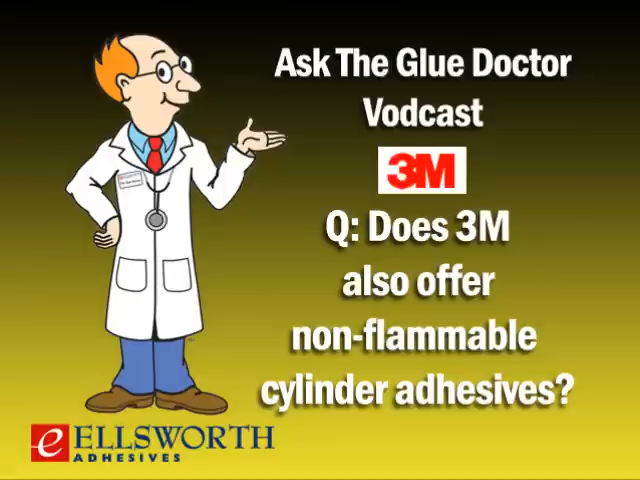 Ask The Glue Doctor
Vodcast
3M
Q: Does 3M
also offer
non-flammable
cylinder adhesives?
e ELLSWORTH
ADHESIVES